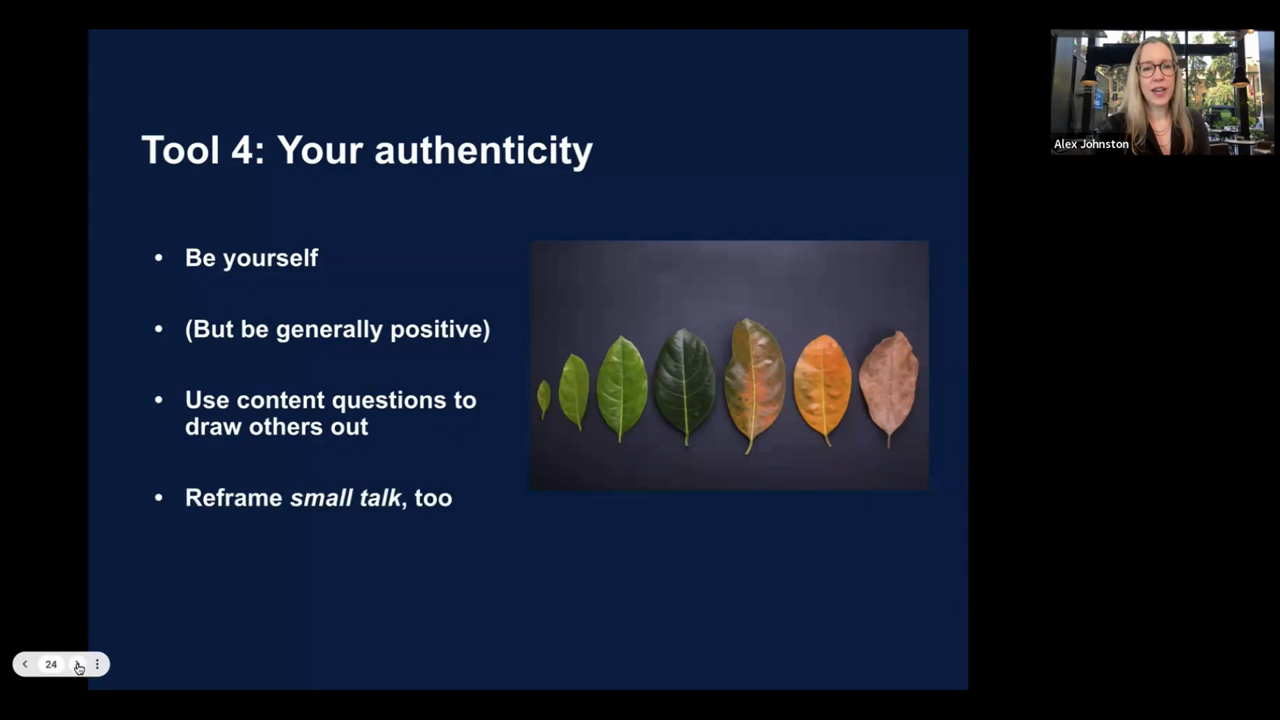 Tool 4: Your authenticity
• Be yourself
• (But be generally positive)
• Use content questions to
draw others out
• Reframe small talk, too
Alex Johnston
24